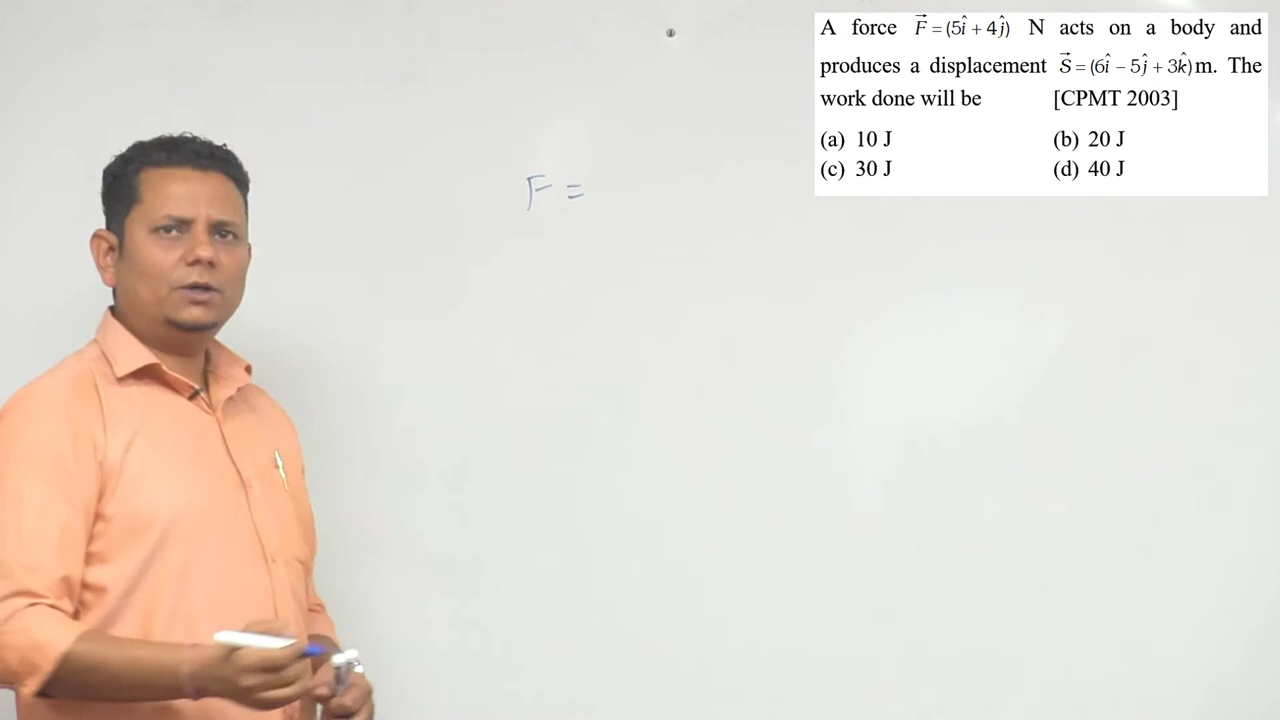 A force F⃗ = (5î + 4ĵ) N acts on a body and
produces a displacement S⃗ = (6î − 5ĵ + 3k̂)m. The
work done will be [CPMT 2003]
(a) 10 J (b) 20 J
(c) 30 J (d) 40 J
F =